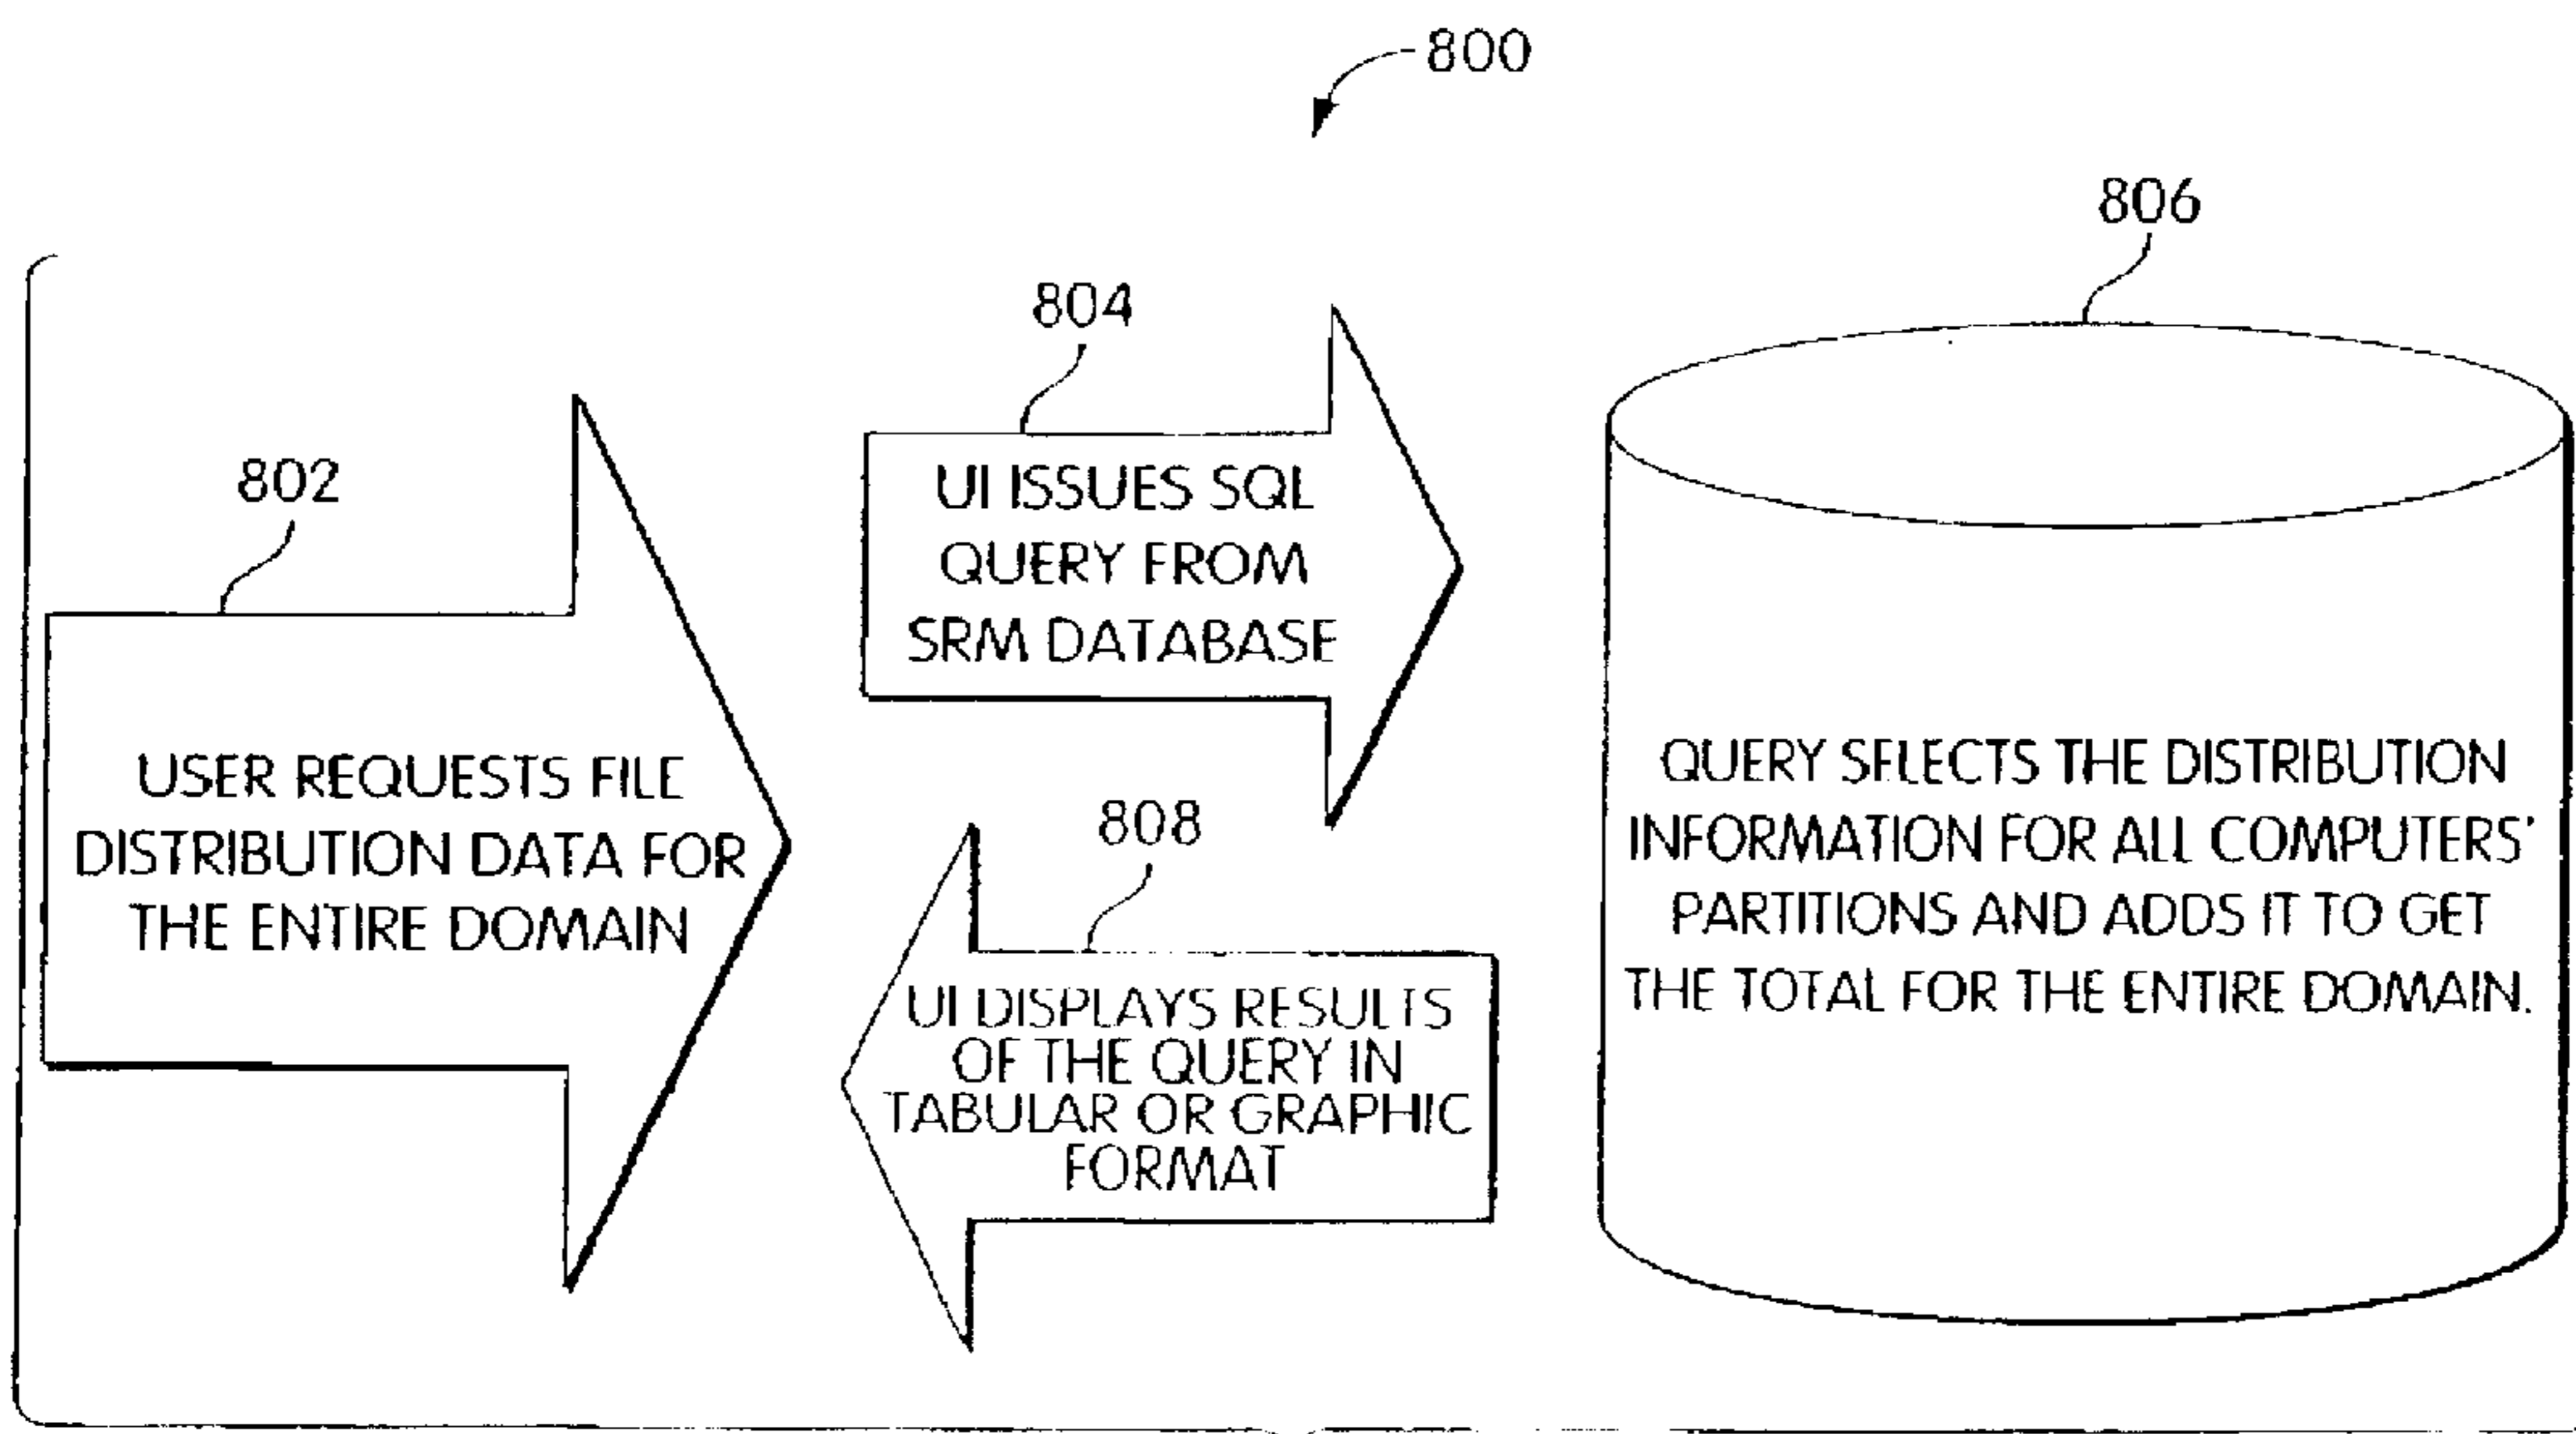 800
802
USER REQUESTS FILE
DISTRIBUTION DATA FOR
THE ENTIRE DOMAIN
804
UI ISSUES SQL
QUERY FROM
SRM DATABASE
806
QUERY SELECTS THE DISTRIBUTION
INFORMATION FOR ALL COMPUTERS'
PARTITIONS AND ADDS IT TO GET
THE TOTAL FOR THE ENTIRE DOMAIN.
808
UI DISPLAYS RESULTS
OF THE QUERY IN
TABULAR OR GRAPHIC
FORMAT